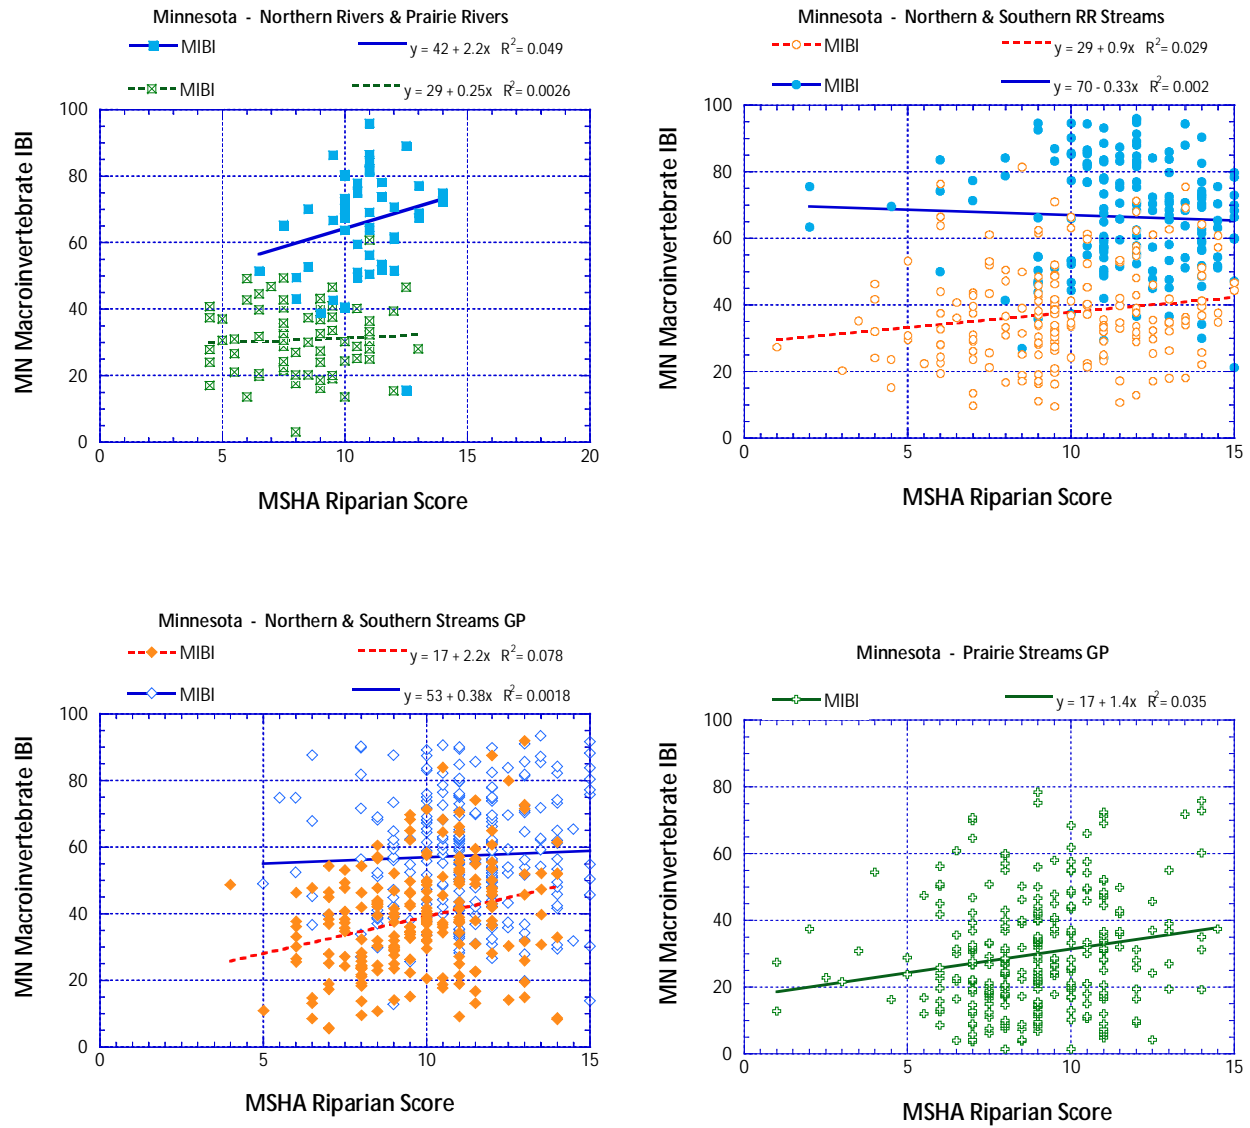 Minnesota - Northern Rivers & Prairie Rivers
MIBI
y = 42 + 2.2x R²= 0.049
MIBI
y = 29 + 0.25x R²= 0.0026
MN Macroinvertebrate IBI
100
80
60
40
20
0
0 5 10 15 20
MSHA Riparian Score
Minnesota - Northern & Southern RR Streams
MIBI
y = 29 + 0.9x R²= 0.029
MIBI
y = 70 - 0.33x R²= 0.002
MN Macroinvertebrate IBI
100
80
60
40
20
0
0 5 10 15
MSHA Riparian Score
Minnesota - Northern & Southern Streams GP
MIBI
y = 17 + 2.2x R²= 0.078
MIBI
y = 53 + 0.38x R²= 0.0018
MN Macroinvertebrate IBI
100
80
60
40
20
0
0 5 10 15
MSHA Riparian Score
Minnesota - Prairie Streams GP
MIBI
y = 17 + 1.4x R²= 0.035
MN Macroinvertebrate IBI
100
80
60
40
20
0
0 5 10 15
MSHA Riparian Score